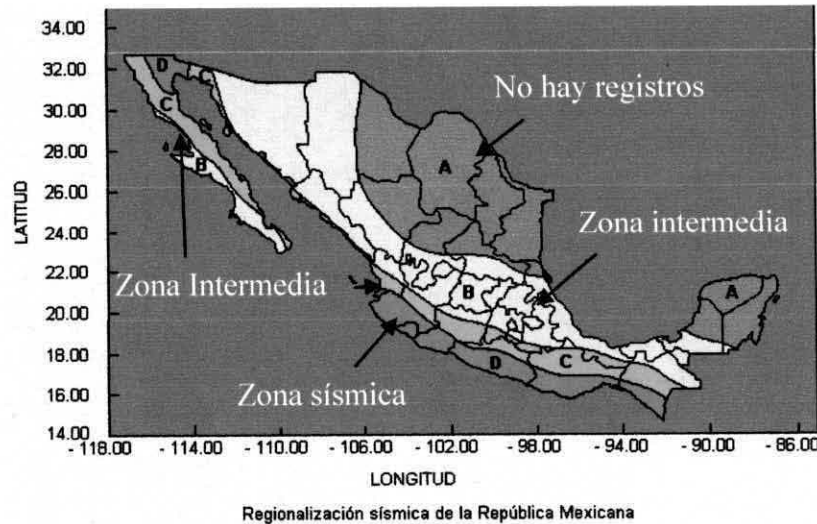 34.00
32.00
30.00
28.00
26.00
24.00
22.00
20.00
18.00
16.00
14.00
LATITUD
D
C
C
B
A
No hay registros
Zona intermedia
Zona Intermedia
B
A
Zona sísmica
D
C
- 118.00
- 114.00
- 110.00
- 106.00
- 102.00
- 98.00
- 94.00
- 90.00
- 86.00
LONGITUD
Regionalización sísmica de la República Mexicana